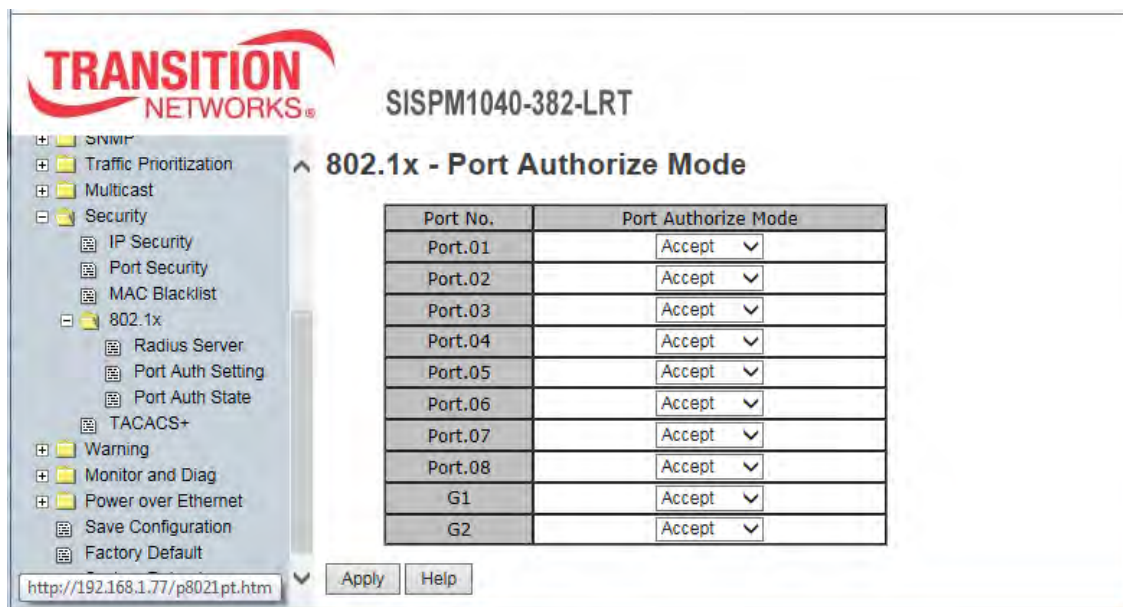 TRANSITION
NETWORKS®
SISPM1040-382-LRT
SNMP
Traffic Prioritization
Multicast
Security
IP Security
Port Security
MAC Blacklist
802.1x
Radius Server
Port Auth Setting
Port Auth State
TACACS+
Warning
Monitor and Diag
Power over Ethernet
Save Configuration
Factory Default
http://192.168.1.77/p8021pt.htm
802.1x - Port Authorize Mode
Port No. Port Authorize Mode
Port.01 Accept
Port.02 Accept
Port.03 Accept
Port.04 Accept
Port.05 Accept
Port.06 Accept
Port.07 Accept
Port.08 Accept
G1 Accept
G2 Accept
Apply Help